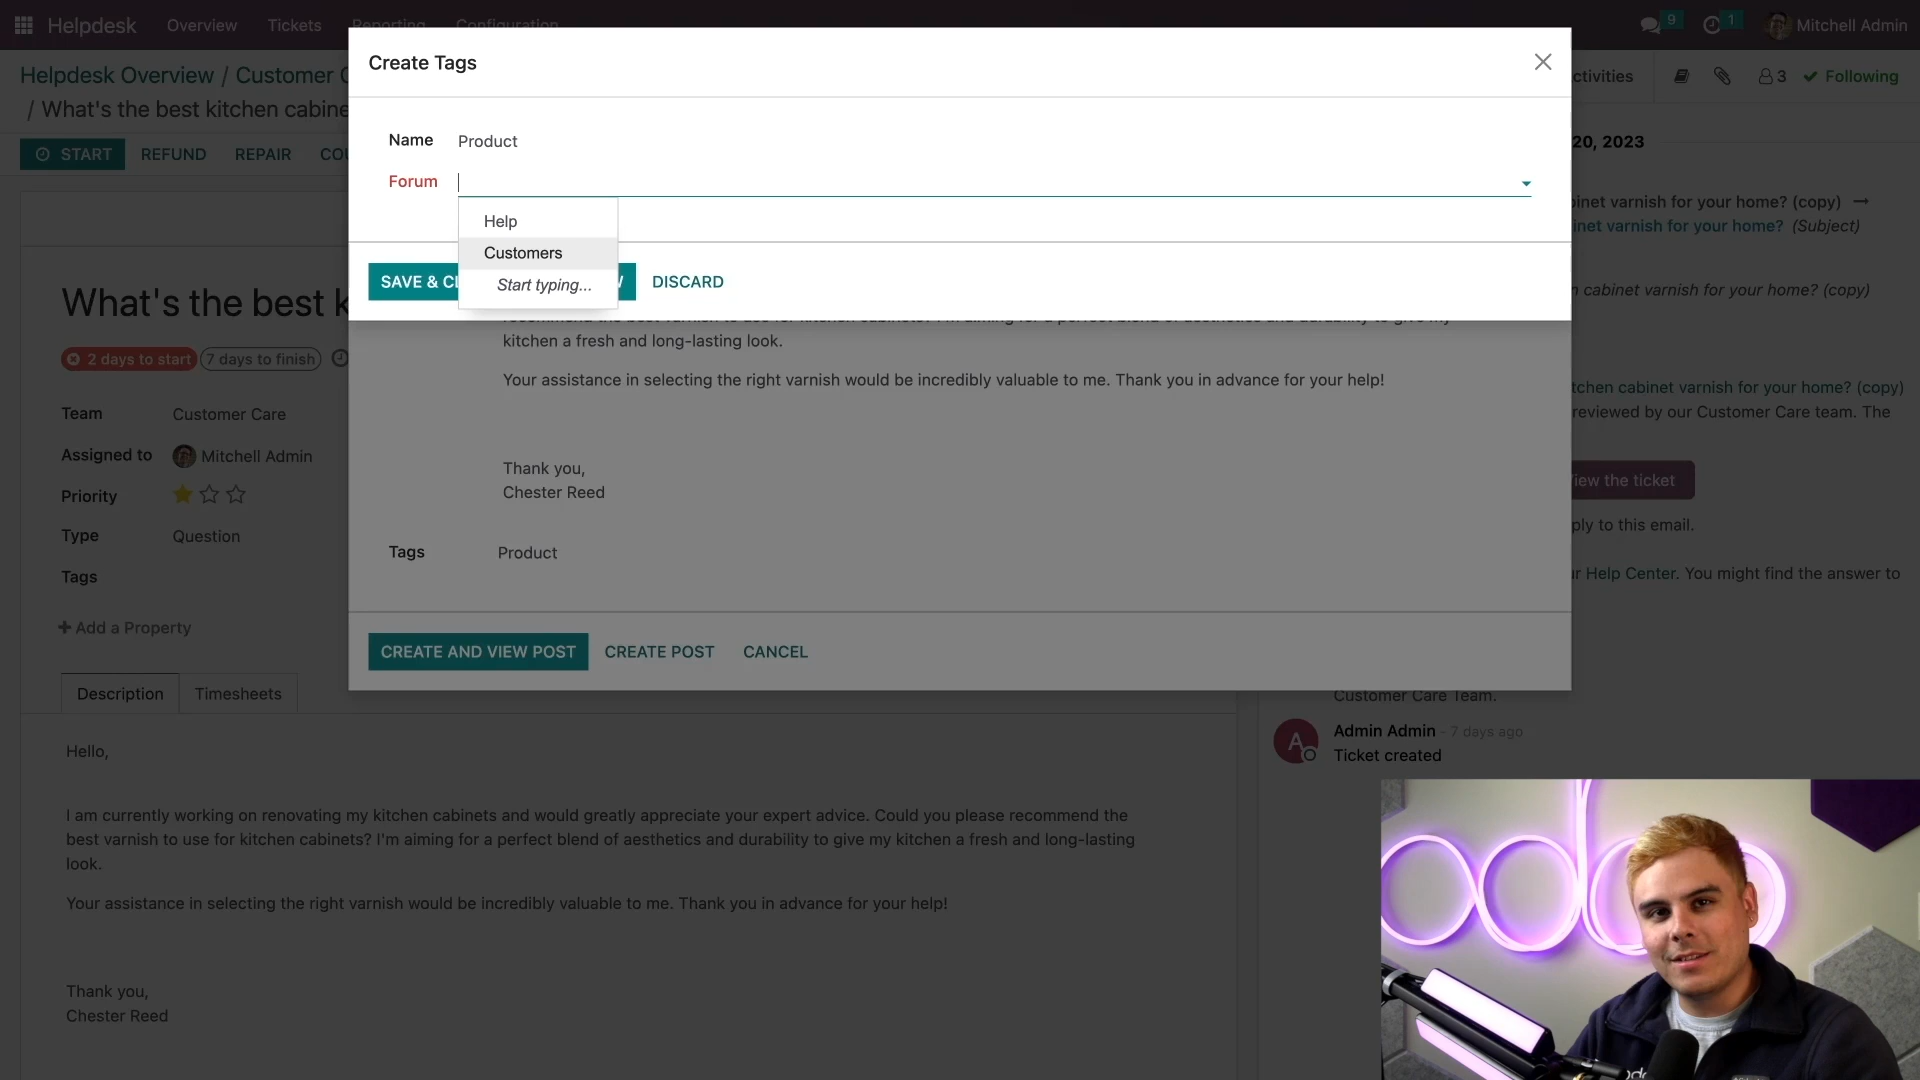 Helpdesk Overview Tickets Reporting Configuration 9 1 Mitchell Admin
Helpdesk Overview / Customer
/ What's the best kitchen cabine
START REFUND REPAIR
Create Tags
Name Product
Forum
Help
Customers
Start typing...
SAVE & DISCARD
ctivities 3 Following
20, 2023
binet varnish for your home? (copy) →
inet varnish for your home? (Subject)
n cabinet varnish for your home? (copy)
What's the best k
2 days to start 7 days to finish
Team Customer Care
Assigned to Mitchell Admin
Priority
Type Question
Tags
Add a Property
kitchen a fresh and long-lasting look.
Your assistance in selecting the right varnish would be incredibly valuable to me. Thank you in advance for your help!
Thank you,
Chester Reed
Tags Product
CREATE AND VIEW POST CREATE POST CANCEL
tchen cabinet varnish for your home? (copy)
reviewed by our Customer Care team. The
iew the ticket
ply to this email.
r Help Center. You might find the answer to
Customer Care Team.
A Admin Admin - 7 days ago
Ticket created
Description Timesheets
Hello,
I am currently working on renovating my kitchen cabinets and would greatly appreciate your expert advice. Could you please recommend the
best varnish to use for kitchen cabinets? I'm aiming for a perfect blend of aesthetics and durability to give my kitchen a fresh and long-lasting
look.
Your assistance in selecting the right varnish would be incredibly valuable to me. Thank you in advance for your help!
Thank you,
Chester Reed
odoo